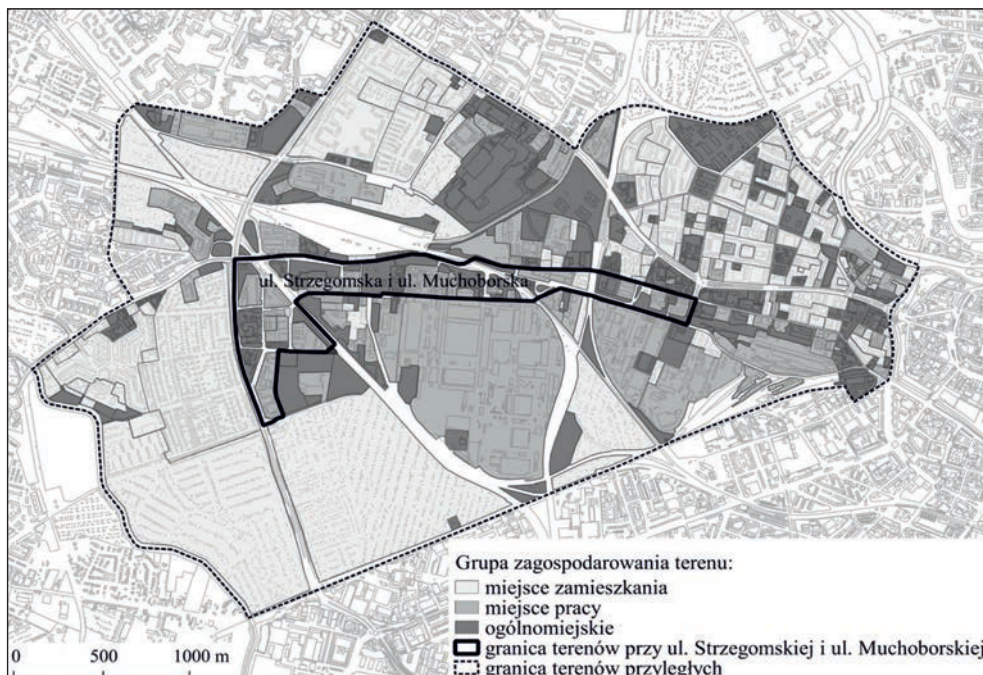 ul. Strzegomska i ul. Muchoborska
Grupa zagospodarowania terenu:
miejsce zamieszkania
miejsce pracy
ogólnomiejskie
granica terenów przy ul. Strzegomskiej i ul. Muchoborskiej
granica terenów przyległych
0 500 1000 m